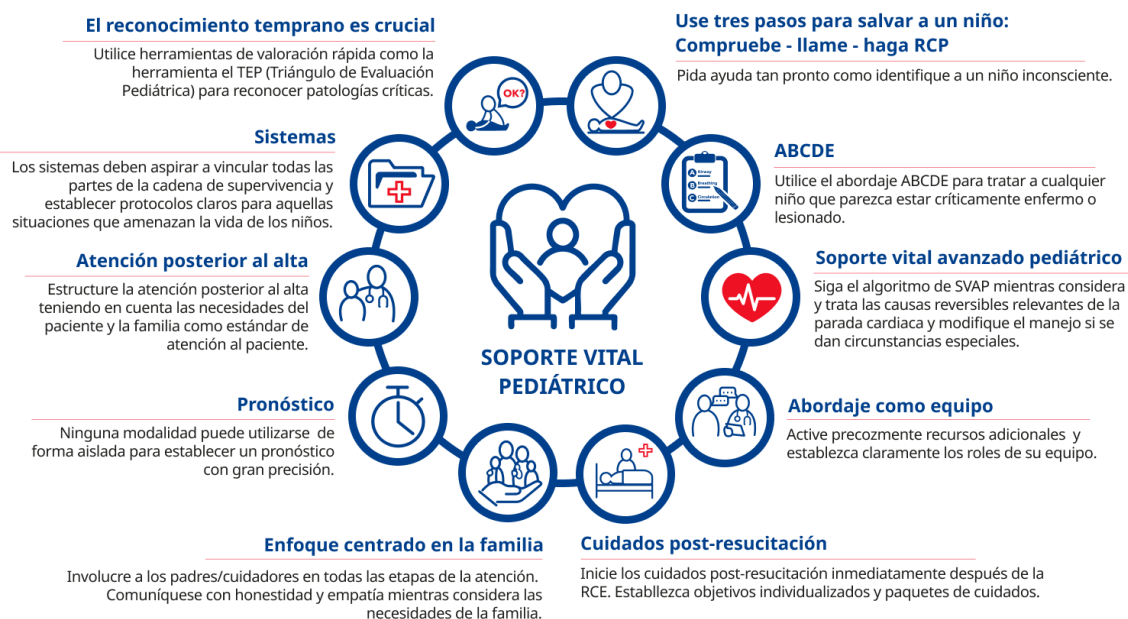 El reconocimiento temprano es crucial
Utilice herramientas de valoración rápida como la
herramienta el TEP (Triángulo de Evaluación
Pediátrica) para reconocer patologías críticas.
Use tres pasos para salvar a un niño:
Compruebe - llame - haga RCP
Pida ayuda tan pronto como identifique a un niño inconsciente.
OK?
Sistemas
Los sistemas deben aspirar a vincular todas las
partes de la cadena de supervivencia y
establecer protocolos claros para aquellas
situaciones que amenazan la vida de los niños.
ABCDE
Utilice el abordaje ABCDE para tratar a cualquier
niño que parezca estar críticamente enfermo o
lesionado.
A Airway
B Breathing
C Circulation
Atención posterior al alta
Estructure la atención posterior al alta
teniendo en cuenta las necesidades del
paciente y la familia como estándar de
atención al paciente.
Soporte vital avanzado pediátrico
Siga el algoritmo de SVAP mientras considera
y trata las causas reversibles relevantes de la
parada cardiaca y modifique el manejo si se
dan circunstancias especiales.
SOPORTE VITAL
PEDIÁTRICO
Pronóstico
Ninguna modalidad puede utilizarse de
forma aislada para establecer un pronóstico
con gran precisión.
Abordaje como equipo
Active precozmente recursos adicionales y
establezca claramente los roles de su equipo.
Enfoque centrado en la familia
Involucre a los padres/cuidadores en todas las etapas de la atención.
Comuníquese con honestidad y empatía mientras considera las
necesidades de la familia.
Cuidados post-resucitación
Inicie los cuidados post-resucitación inmediatamente después de la
RCE. Establlezca objetivos individualizados y paquetes de cuidados.